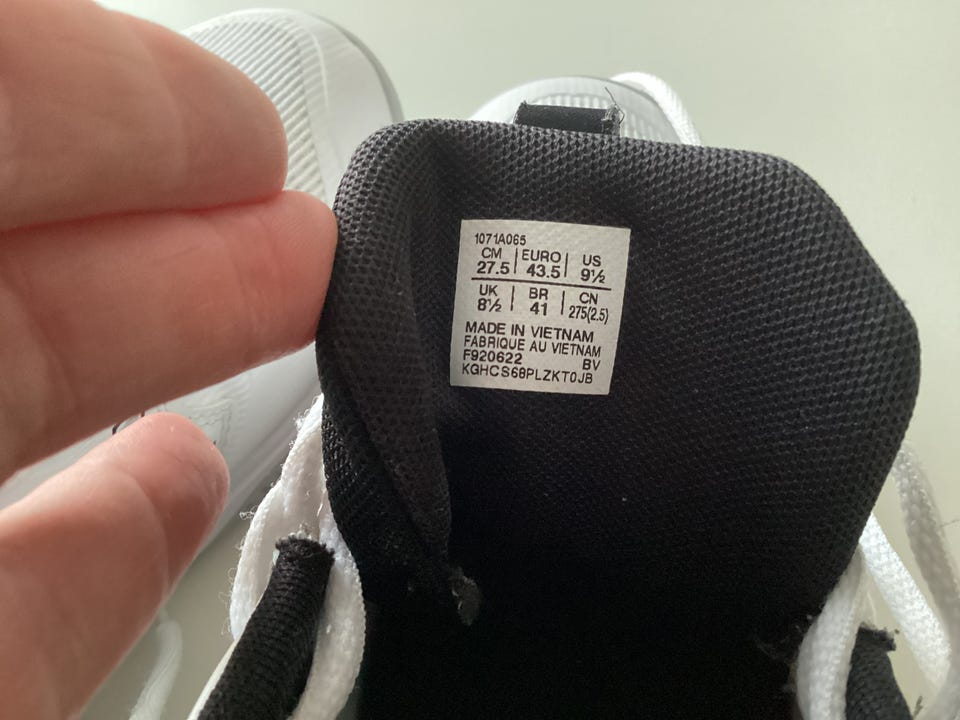 1071A065
CM | EURO | US
27.5 | 43.5 | 9½
UK | BR | CN
8½ | 41 | 275(2.5)
MADE IN VIETNAM
FABRIQUE AU VIETNAM
F920622 BV
KGHCS68PLZKT0JB